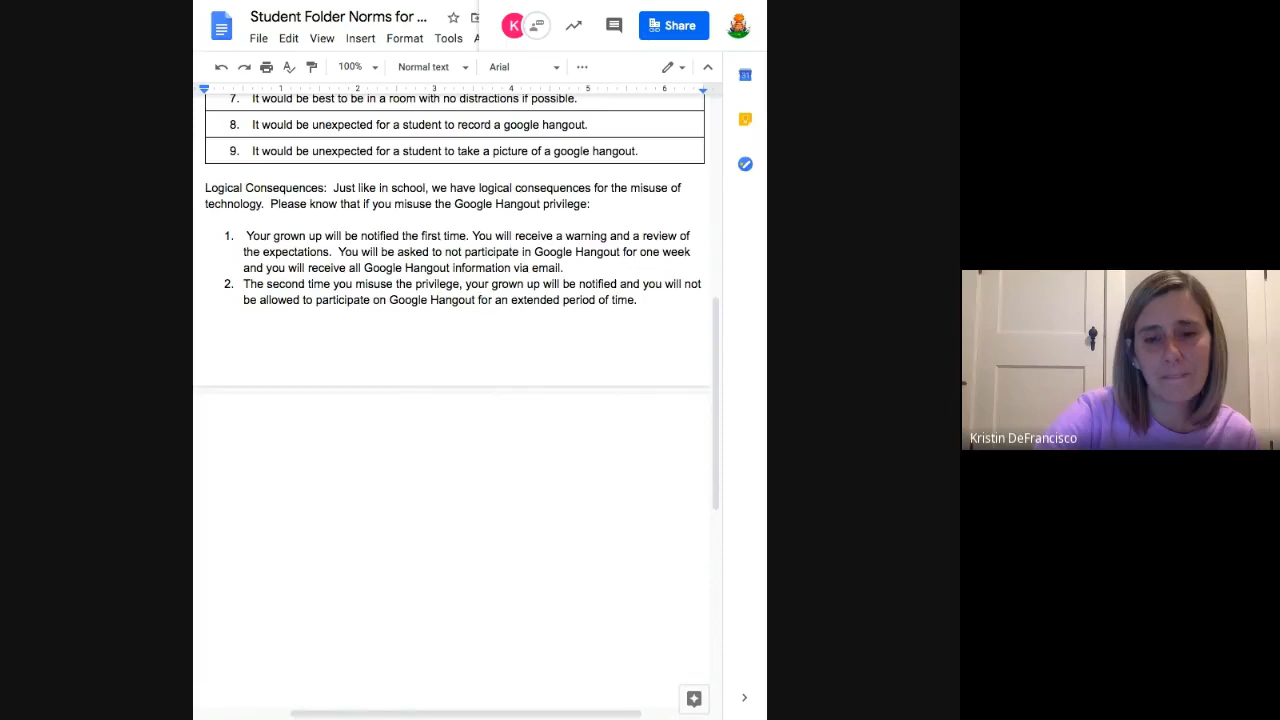 Student Folder Norms for ...
K
Share
File Edit View Insert Format Tools
100% Normal text Arial
1 2 3 4 5 6
31
7. It would be best to be in a room with no distractions if possible.
8. It would be unexpected for a student to record a google hangout.
9. It would be unexpected for a student to take a picture of a google hangout.
Logical Consequences: Just like in school, we have logical consequences for the misuse of
technology. Please know that if you misuse the Google Hangout privilege:
1. Your grown up will be notified the first time. You will receive a warning and a review of
the expectations. You will be asked to not participate in Google Hangout for one week
and you will receive all Google Hangout information via email.
2. The second time you misuse the privilege, your grown up will be notified and you will not
be allowed to participate on Google Hangout for an extended period of time.
Kristin DeFrancisco